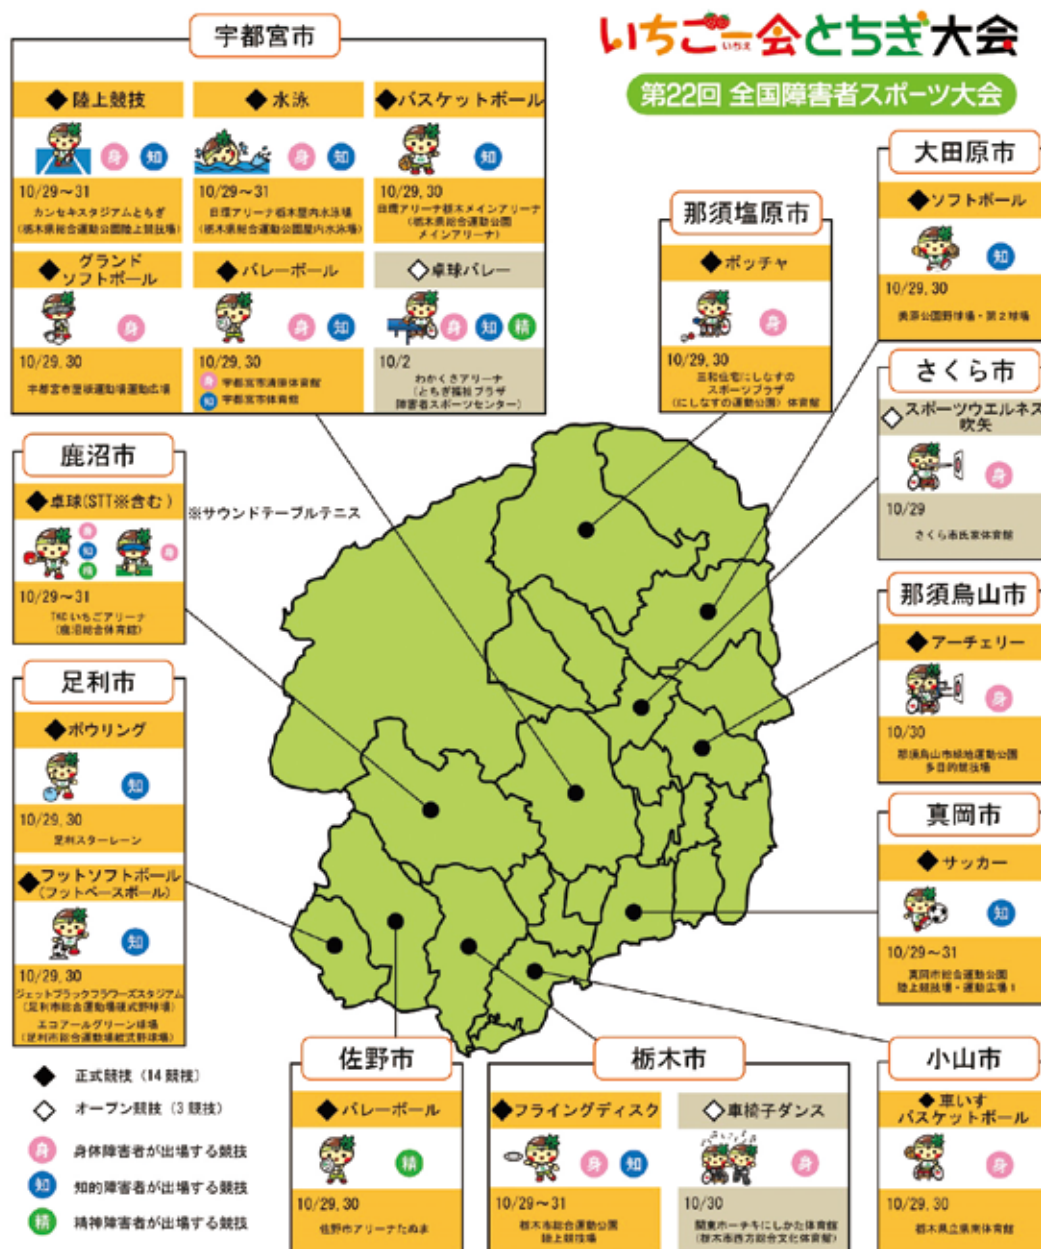 いちご一会とちぎ大会
いちえ
第22回 全国障害者スポーツ大会
宇都宮市
◆陸上競技
身 知
10/29～31
カンセキスタジアムとちぎ
(栃木県総合運動公園陸上競技場)
◆水泳
身 知
10/29～31
日環アリーナ栃木屋内水泳場
(栃木県総合運動公園屋内水泳場)
◆バスケットボール
知
10/29, 30
日環アリーナ栃木メインアリーナ
(栃木県総合運動公園
メインアリーナ)
◆グランド
ソフトボール
身
10/29, 30
宇都宮市屋板運動場運動広場
◆バレーボール
身 知
10/29, 30
身 宇都宮市清原体育館
知 宇都宮市体育館
◇卓球バレー
身 知 精
10/2
わかくさアリーナ
(とちぎ福祉プラザ
障害者スポーツセンター)
那須塩原市
◆ボッチャ
身
10/29, 30
三和住宅にしなすの
スポーツプラザ
(にしなすの運動公園) 体育館
大田原市
◆ソフトボール
知
10/29, 30
美原公園野球場・第2球場
さくら市
◇スポーツウエルネス
吹矢
身
10/29
さくら市氏家体育館
鹿沼市
◆卓球(STT※含む)
身
知
精
身
10/29～31
TKCいちごアリーナ
(鹿沼総合体育館)
※サウンドテーブルテニス
那須烏山市
◆アーチェリー
身
10/30
那須烏山市緑地運動公園
多目的競技場
足利市
◆ボウリング
知
10/29, 30
足利スターレーン
◆フットソフトボール
(フットベースボール)
知
10/29, 30
ジェットブラックフラワーズスタジアム
(足利市総合運動場硬式野球場)
エコアールグリーン球場
(足利市総合運動場軟式野球場)
真岡市
◆サッカー
知
10/29～31
真岡市総合運動公園
陸上競技場・運動広場1
佐野市
◆バレーボール
精
10/29, 30
佐野市アリーナたぬま
栃木市
◆フライングディスク
身 知
10/29～31
栃木市総合運動公園
陸上競技場
◇車椅子ダンス
身
10/30
関東ホーチキにしかた体育館
(栃木市西方総合文化体育館)
小山市
◆車いす
バスケットボール
身
10/29, 30
栃木県立県南体育館
◆ 正式競技 (14競技)
◇ オープン競技 (3競技)
身 身体障害者が出場する競技
知 知的障害者が出場する競技
精 精神障害者が出場する競技